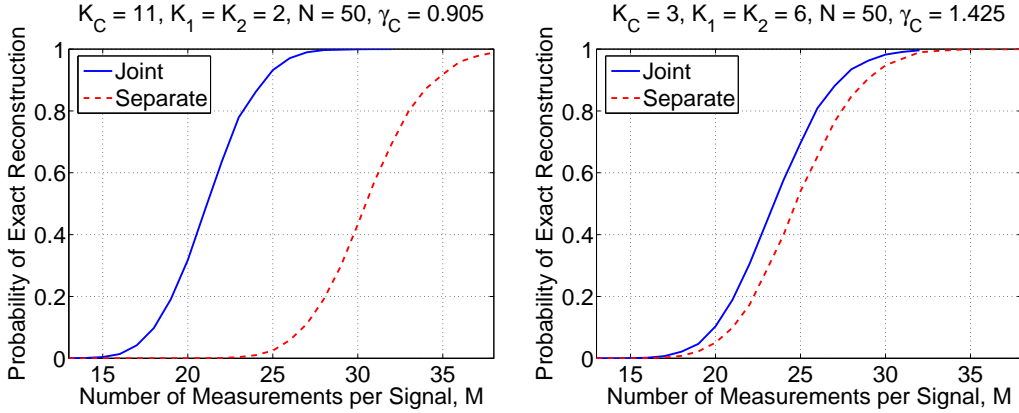 K_C = 11, K_1 = K_2 = 2, N = 50, γ_C = 0.905
1
0.8
0.6
0.4
0.2
0
Probability of Exact Reconstruction
Joint
Separate
15 20 25 30 35
Number of Measurements per Signal, M
K_C = 3, K_1 = K_2 = 6, N = 50, γ_C = 1.425
1
0.8
0.6
0.4
0.2
0
Probability of Exact Reconstruction
Joint
Separate
15 20 25 30 35
Number of Measurements per Signal, M